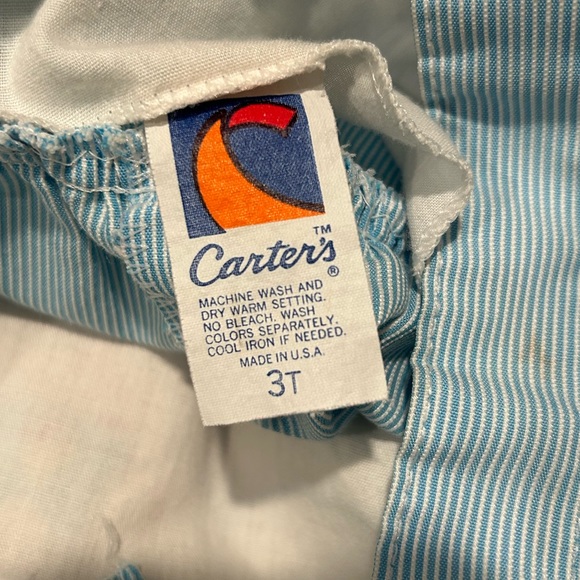 TM
Carter's®
MACHINE WASH AND
DRY WARM SETTING.
NO BLEACH. WASH
COLORS SEPARATELY.
COOL IRON IF NEEDED.
MADE IN U.S.A.
3T